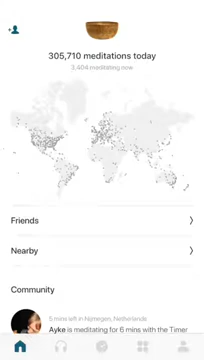 305,710 meditations today
3,404 meditating now
Friends
Nearby
Community
5 mins left in Nijmegen, Netherlands.
Ayke is meditating for 6 mins with the Timer